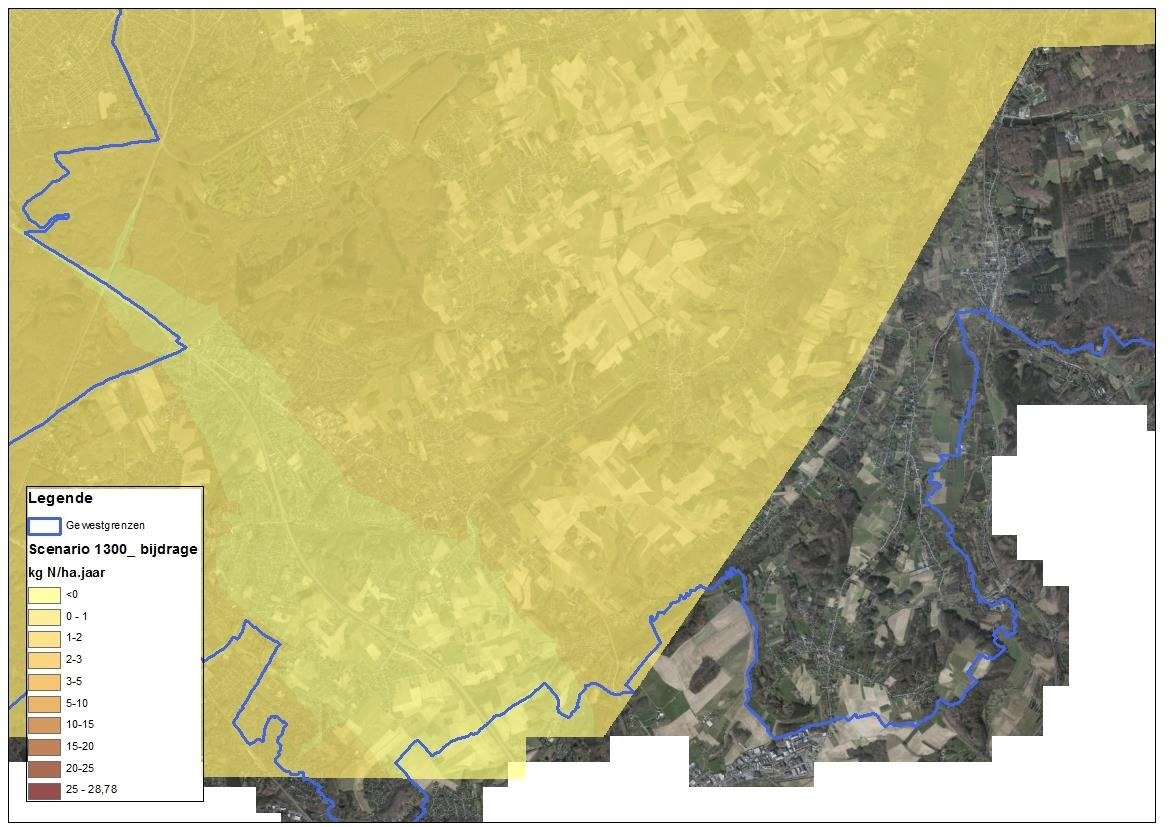 Legende
Gewestgrenzen
Scenario 1300_ bijdrage
kg N/ha.jaar
<0
0 - 1
1-2
2-3
3-5
5-10
10-15
15-20
20-25
25 - 28,78